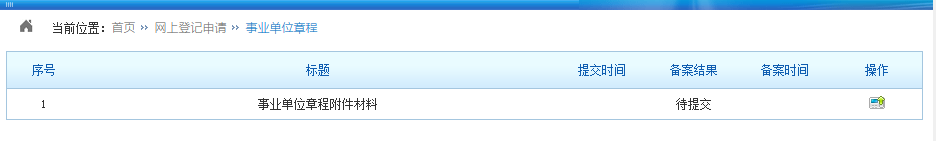 当前位置：首页 ›› 网上登记申请 ›› 事业单位章程
序号 标题 提交时间 备案结果 备案时间 操作
1 事业单位章程附件材料 待提交